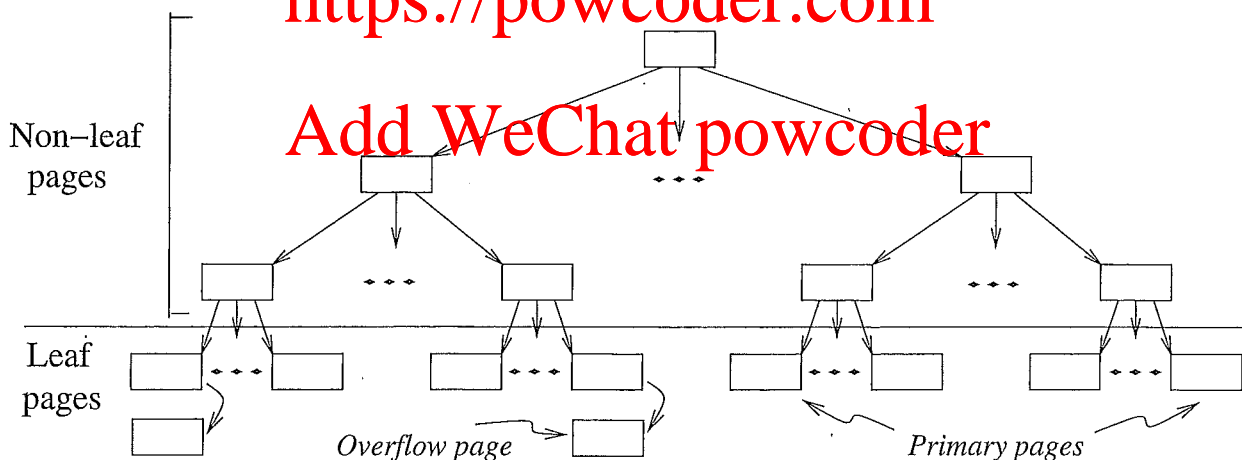 https://powcoder.com
Add WeChat powcoder
Non–leaf
pages
Leaf
pages
Overflow page
Primary pages